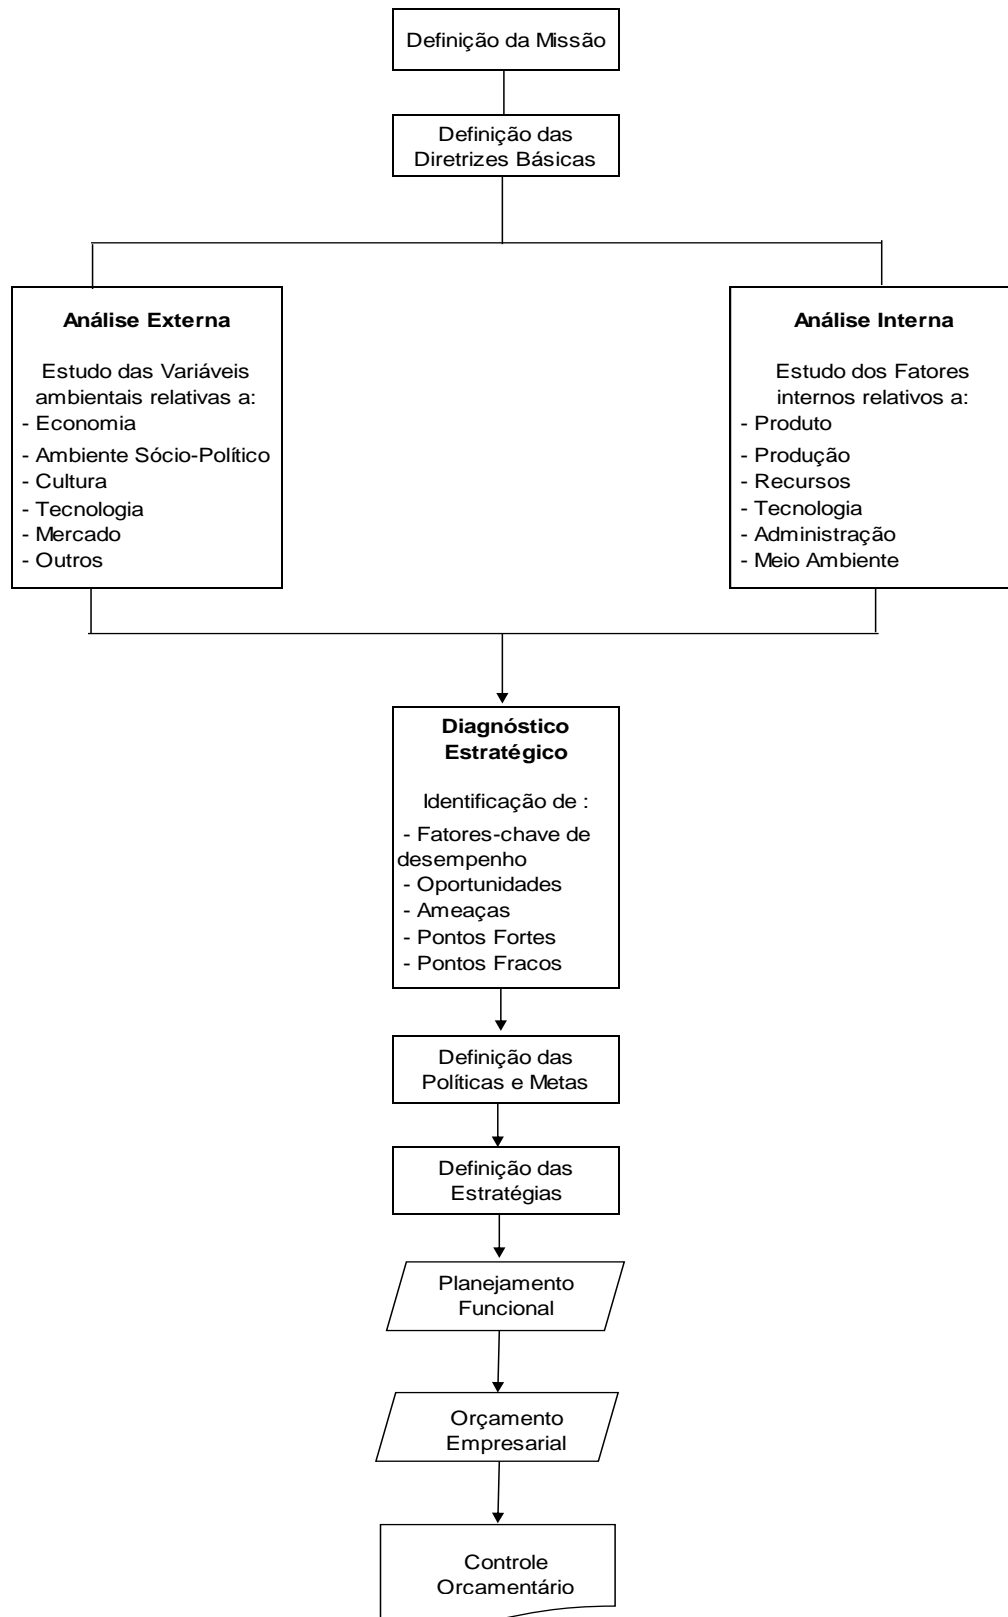 Definição da Missão
Definição das
Diretrizes Básicas
Análise Externa
Estudo das Variáveis
ambientais relativas a:
- Economia
- Ambiente Sócio-Político
- Cultura
- Tecnologia
- Mercado
- Outros
Análise Interna
Estudo dos Fatores
internos relativos a:
- Produto
- Produção
- Recursos
- Tecnologia
- Administração
- Meio Ambiente
Diagnóstico
Estratégico
Identificação de :
- Fatores-chave de
desempenho
- Oportunidades
- Ameaças
- Pontos Fortes
- Pontos Fracos
Definição das
Políticas e Metas
Definição das
Estratégias
Planejamento
Funcional
Orçamento
Empresarial
Controle
Orcamentário